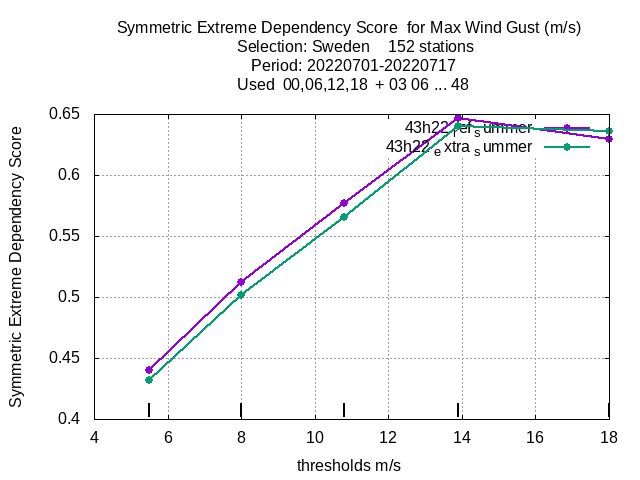 Symmetric Extreme Dependency Score for Max Wind Gust (m/s)
Selection: Sweden 152 stations
Period: 20220701-20220717
Used 00,06,12,18 + 03 06 ... 48
Symmetric Extreme Dependency Score
0.65
0.6
0.55
0.5
0.45
0.4
43h22_ref_summer
43h22_extra_summer
4 6 8 10 12 14 16 18
thresholds m/s